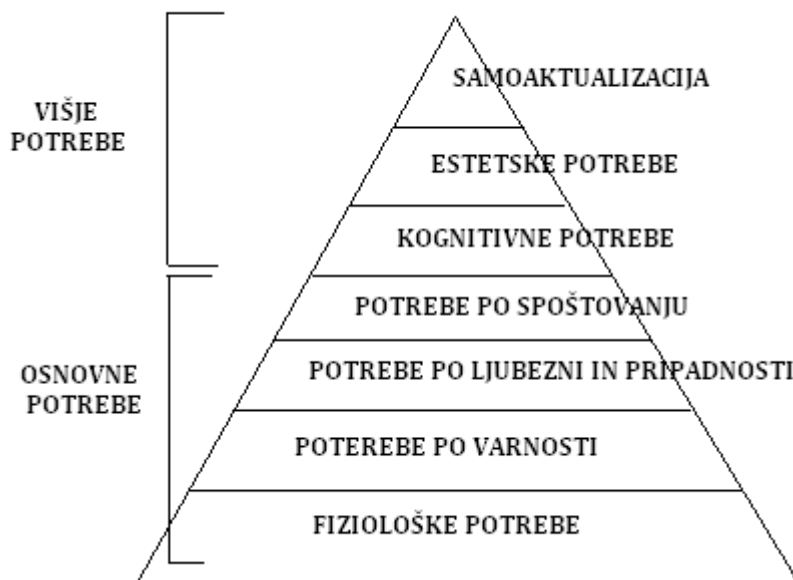 SAMOAKTUALIZACIJA
VIŠJE
POTREBE
ESTETSKE POTREBE
KOGNITIVNE POTREBE
POTREBE PO SPOŠTOVANJU
OSNOVNE
POTREBE
POTREBE PO LJUBEZNI IN PRIPADNOSTI
POTEREBE PO VARNOSTI
FIZIOLOŠKE POTREBE